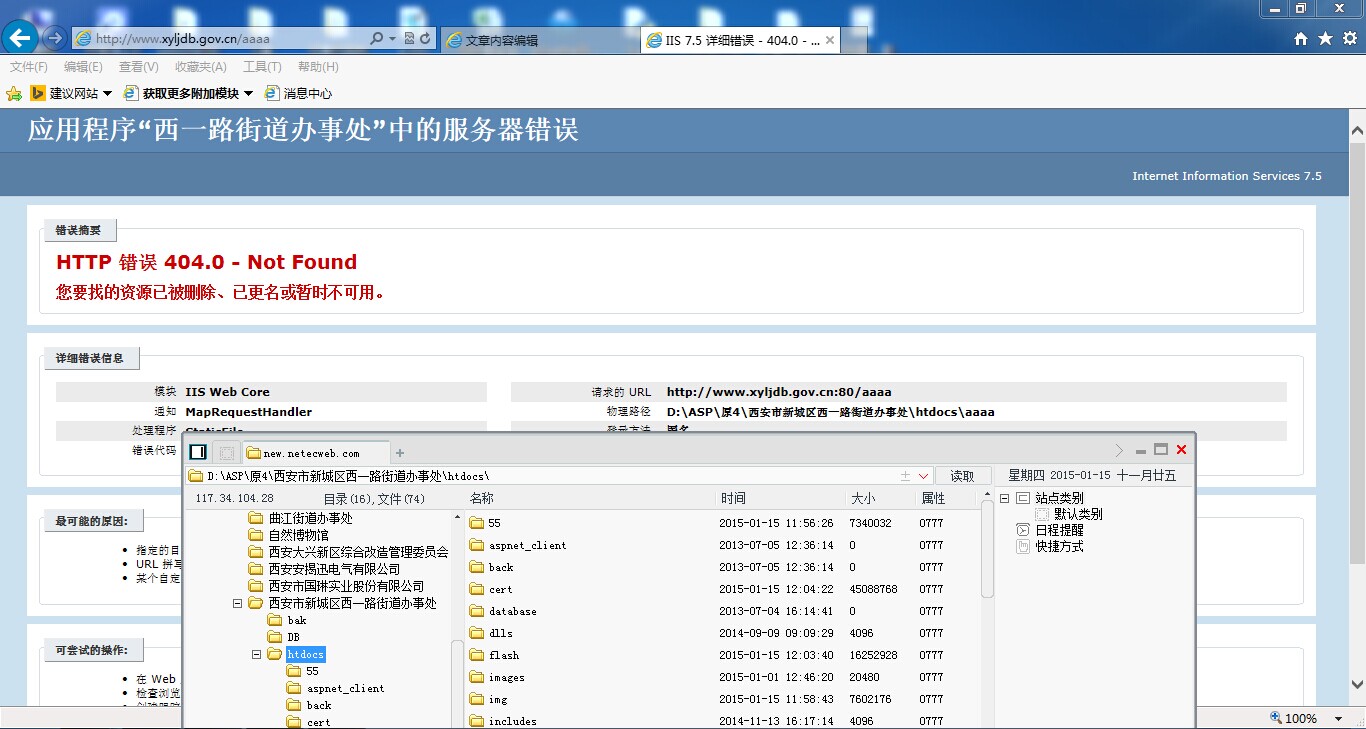 http://www.xyljdb.gov.cn/aaaa
文章内容编辑
IIS 7.5 详细错误 - 404.0 - ...
文件(F) 编辑(E) 查看(V) 收藏夹(A) 工具(T) 帮助(H)
建议网站 获取更多附加模块 消息中心
应用程序“西一路街道办事处”中的服务器错误
Internet Information Services 7.5
错误摘要
HTTP 错误 404.0 - Not Found
您要找的资源已被删除、已更名或暂时不可用。
详细错误信息
模块 IIS Web Core
通知 MapRequestHandler
处理程序 StaticFile
错误代码
请求的 URL http://www.xyljdb.gov.cn:80/aaaa
物理路径 D:\ASP\原4\西安市新城区西一路街道办事处\htdocs\aaaa
登录方法 匿名
最可能的原因:
指定的目
URL 拼写
某个自定
可尝试的操作:
在 Web
检查浏览
new.netecweb.com
D:\ASP\原4\西安市新城区西一路街道办事处\htdocs\
读取
星期四 2015-01-15 十一月廿五
117.34.104.28 目录(16),文件(74)
曲江街道办事处
自然博物馆
西安大兴新区综合改造管理委员会
西安安揚迅电气有限公司
西安市国琳实业股份有限公司
西安市新城区西一路街道办事处
bak
DB
htdocs
55
aspnet_client
back
cert
名称 时间 大小 属性
55 2015-01-15 11:56:26 7340032 0777
aspnet_client 2013-07-05 12:36:14 0 0777
back 2013-07-05 12:36:14 0 0777
cert 2015-01-15 12:04:22 45088768 0777
database 2013-07-04 16:14:41 0 0777
dlls 2014-09-09 09:09:29 4096 0777
flash 2015-01-15 12:03:40 16252928 0777
images 2015-01-01 12:46:20 20480 0777
img 2015-01-15 11:58:43 7602176 0777
includes 2014-11-13 16:17:14 4096 0777
站点类别
默认类别
日程提醒
快捷方式
100%